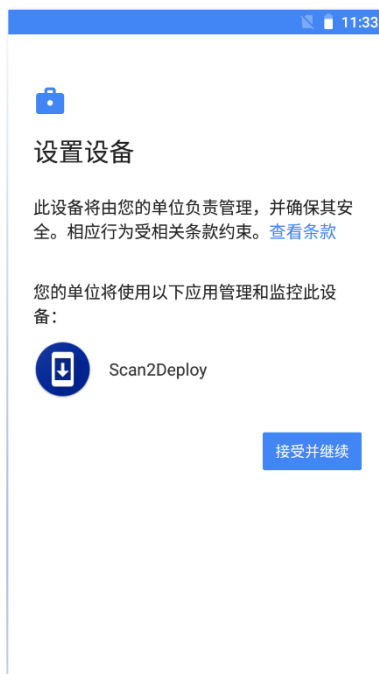 11:33
设置设备
此设备将由您的单位负责管理，并确保其安
全。相应行为受相关条款约束。查看条款
您的单位将使用以下应用管理和监控此设
备：
Scan2Deploy
接受并继续